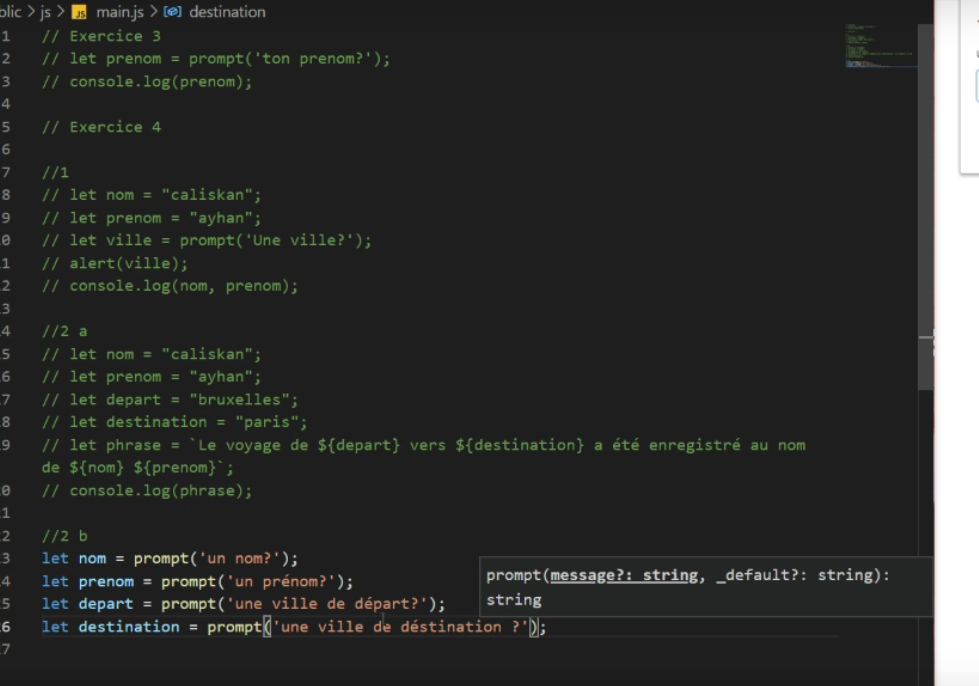 blic > js > JS main.js > destination
1 // Exercice 3
2 // let prenom = prompt('ton prenom?');
3 // console.log(prenom);
4
5 // Exercice 4
6
7 //1
8 // let nom = "caliskan";
9 // let prenom = "ayhan";
0 // let ville = prompt('Une ville?');
1 // alert(ville);
2 // console.log(nom, prenom);
3
4 //2 a
5 // let nom = "caliskan";
6 // let prenom = "ayhan";
7 // let depart = "bruxelles";
8 // let destination = "paris";
9 // let phrase = `Le voyage de ${depart} vers ${destination} a été enregistré au nom
de ${nom} ${prenom}`;
0 // console.log(phrase);
1
2 //2 b
3 let nom = prompt('un nom?');
4 let prenom = prompt('un prénom?');
5 let depart = prompt('une ville de départ?');
6 let destination = prompt('une ville de déstination ?');
7
prompt(message?: string, _default?: string):
string